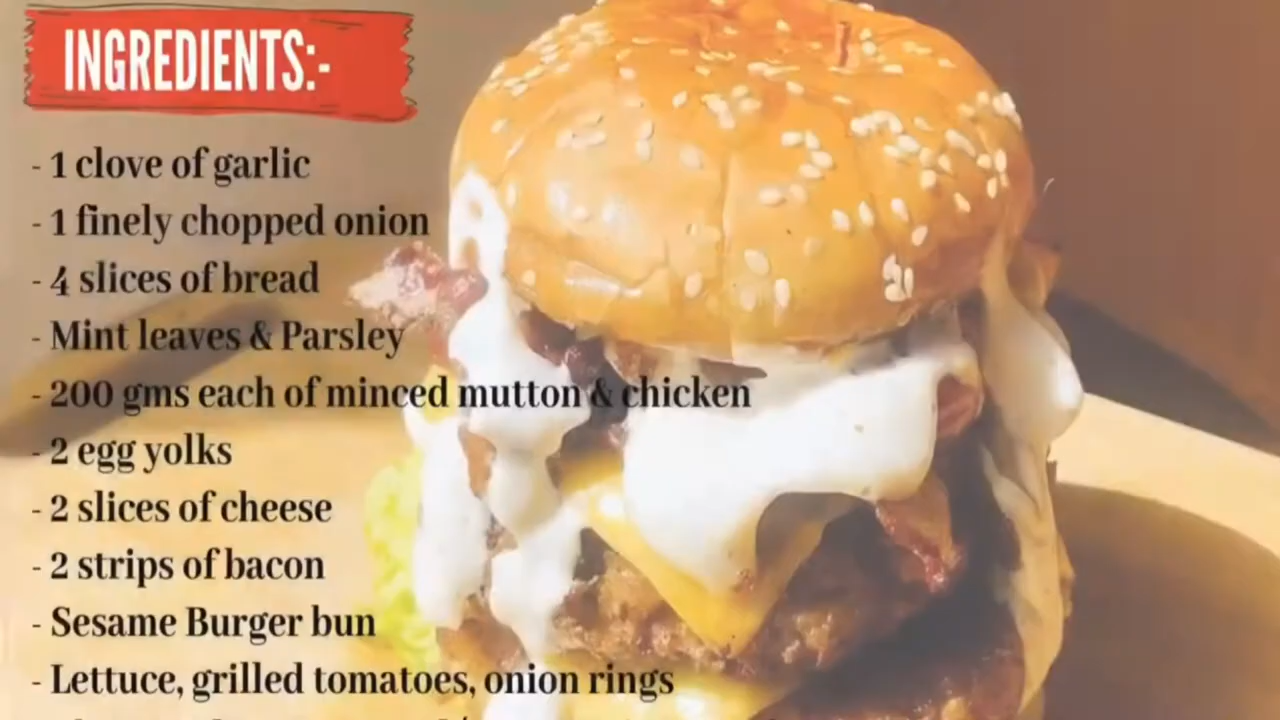 INGREDIENTS:-
- 1 clove of garlic
- 1 finely chopped onion
- 4 slices of bread
- Mint leaves & Parsley
- 200 gms each of minced mutton & chicken
- 2 egg yolks
- 2 slices of cheese
- 2 strips of bacon
- Sesame Burger bun
- Lettuce, grilled tomatoes, onion rings